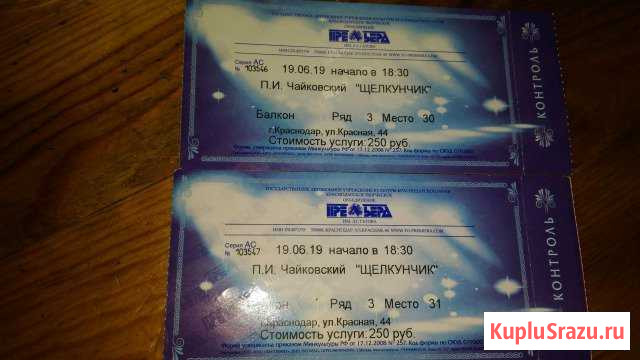 ПРЕМЬЕРА
Серия АС
№ 103546
19.06.19 начало в 18:30
П.И. Чайковский "ЩЕЛКУНЧИК"
Балкон Ряд 3 Место 30
г.Краснодар, ул.Красная, 44
Стоимость услуги: 250 руб.
КОНТРОЛЬ
ПРЕМЬЕРА
Серия АС
№ 103547
19.06.19 начало в 18:30
П.И. Чайковский "ЩЕЛКУНЧИК"
Ряд 3 Место 31
Краснодар, ул.Красная, 44
Стоимость услуги: 250 руб.
КОНТРОЛЬ
KupluSrazu.ru